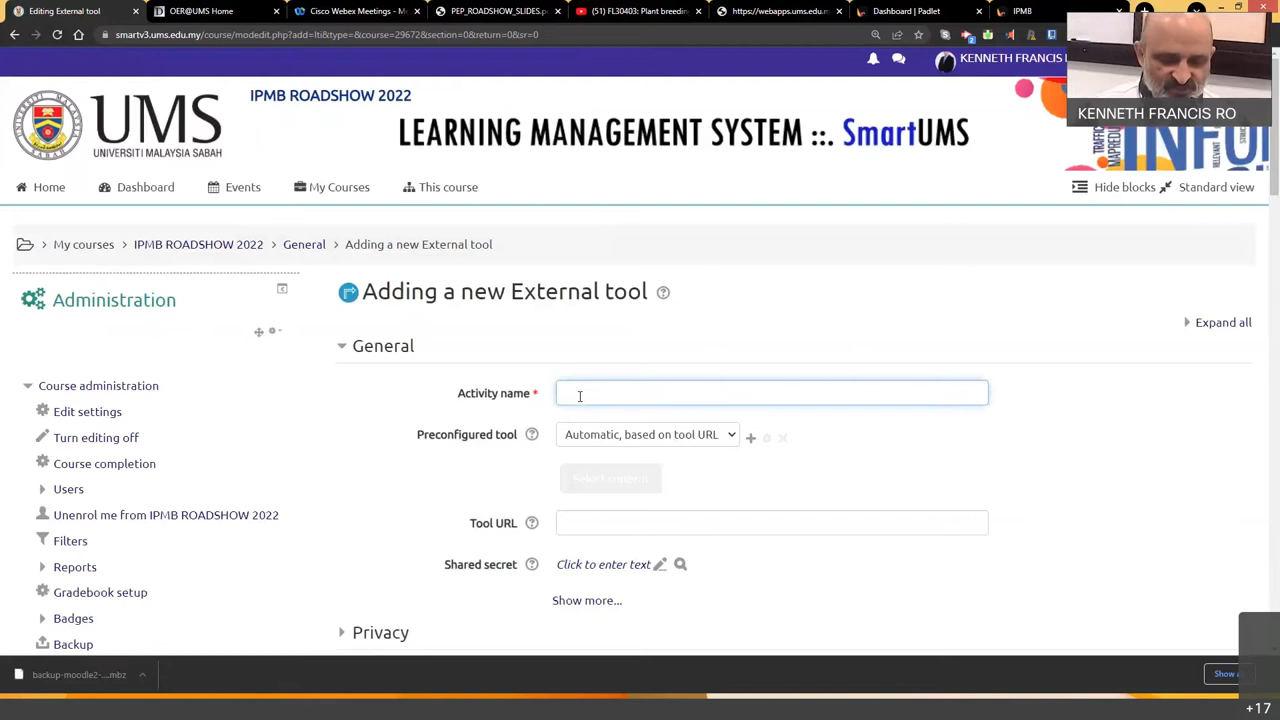 Editing External tool
OER@UMS Home
Cisco Webex Meetings - Me
PEP_ROADSHOW_SLIDES.p
(51) FL30403: Plant breedin
https://webapps.ums.edu.m
Dashboard | Padlet
IPMB
smartv3.ums.edu.my/course/modedit.php?add=lti&type=&course=29672&section=0&return=0&sr=0
KENNETH FRANCIS
KENNETH FRANCIS RO
UMS
UNIVERSITI MALAYSIA SABAH
IPMB ROADSHOW 2022
LEARNING MANAGEMENT SYSTEM ::. SmartUMS
INFO!
Home
Dashboard
Events
My Courses
This course
Hide blocks
Standard view
My courses
IPMB ROADSHOW 2022
General
Adding a new External tool
Administration
Adding a new External tool
Expand all
General
Course administration
Activity name *
Edit settings
Preconfigured tool
Automatic, based on tool URL
Turn editing off
Course completion
Select content
Users
Unenrol me from IPMB ROADSHOW 2022
Tool URL
Filters
Shared secret
Click to enter text
Reports
Gradebook setup
Show more...
Badges
Privacy
Backup
backup-moodle2-....mbz
Show
+17